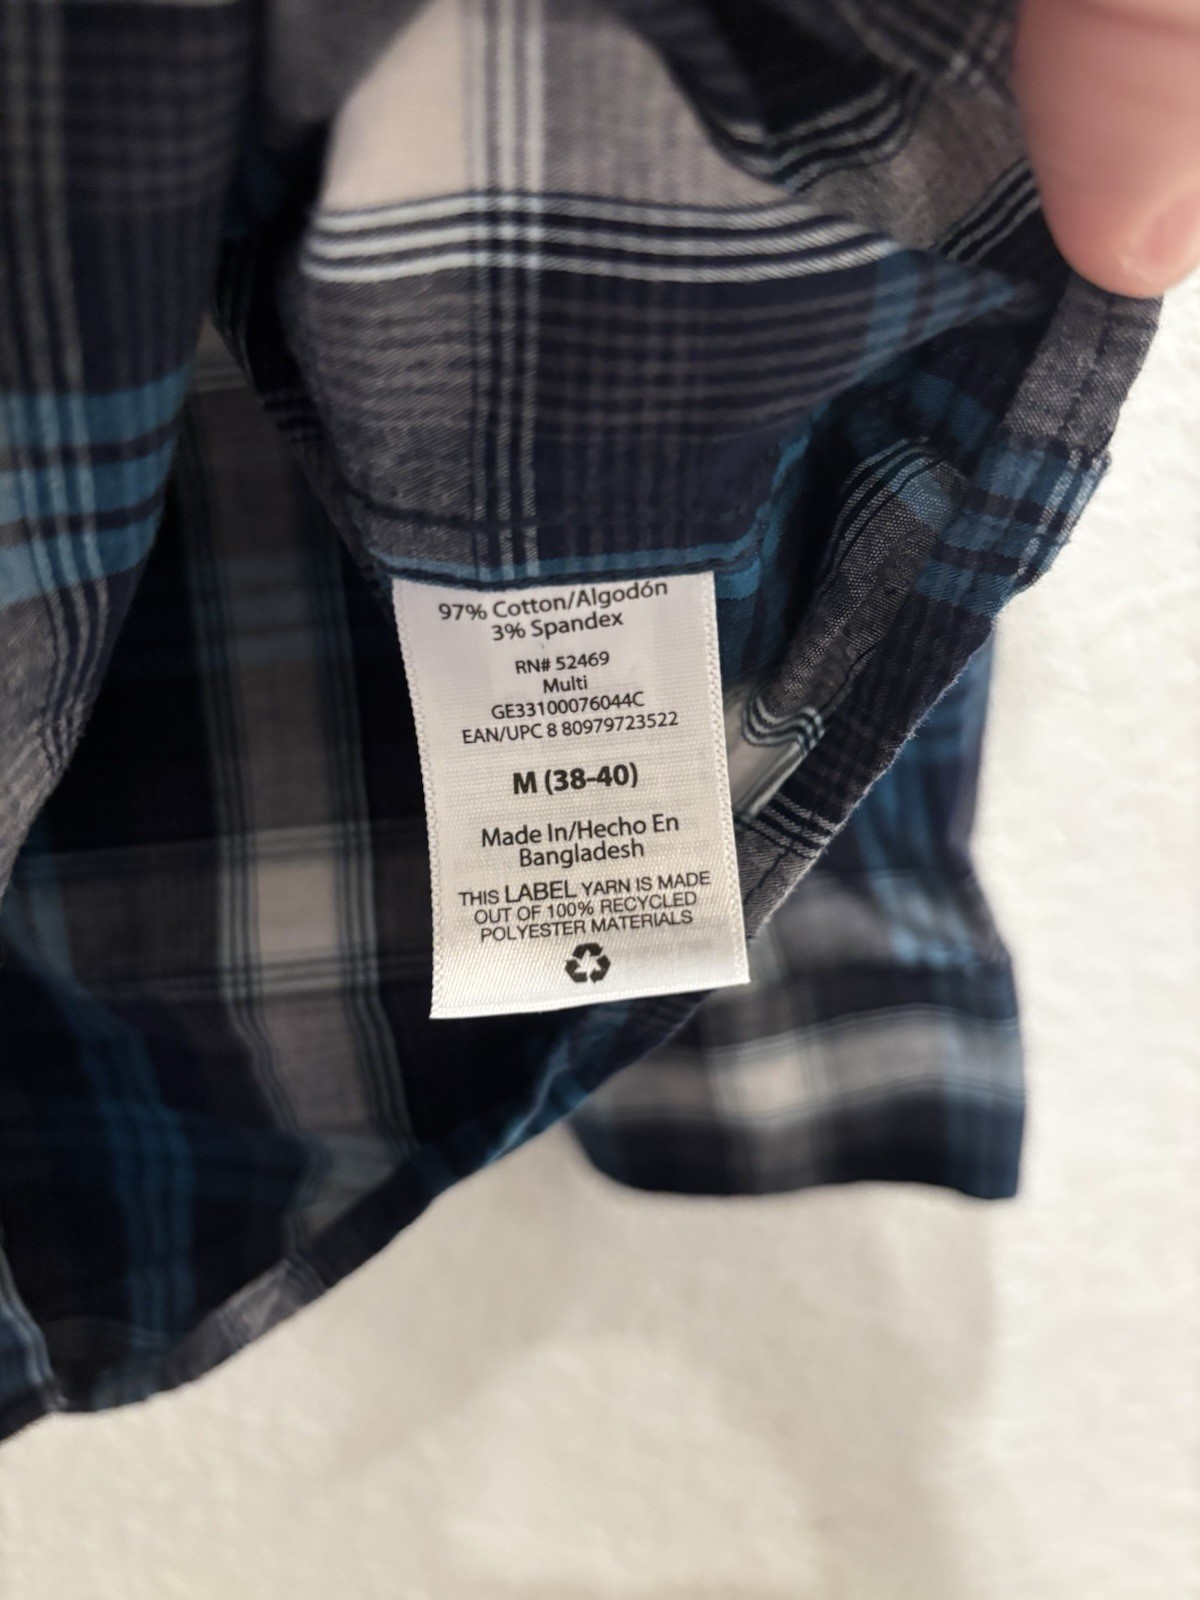 97% Cotton/Algodón
3% Spandex
RN# 52469
Multi
GE33100076044C
EAN/UPC 8 80979723522
M (38-40)
Made In/Hecho En
Bangladesh
THIS LABEL YARN IS MADE
OUT OF 100% RECYCLED
POLYESTER MATERIALS